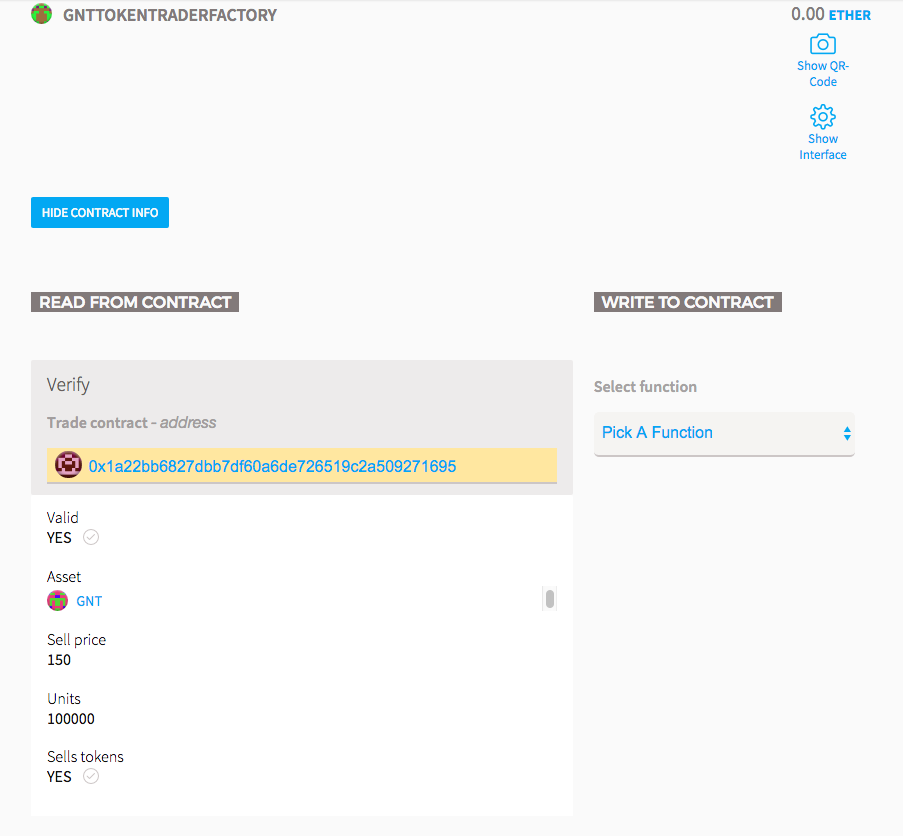 GNTTOKENTRADERFACTORY
0.00 ETHER
Show QR-
Code
Show
Interface
HIDE CONTRACT INFO
READ FROM CONTRACT
WRITE TO CONTRACT
Verify
Trade contract - address
0x1a22bb6827dbb7df60a6de726519c2a509271695
Select function
Pick A Function
Valid
YES
Asset
GNT
Sell price
150
Units
100000
Sells tokens
YES